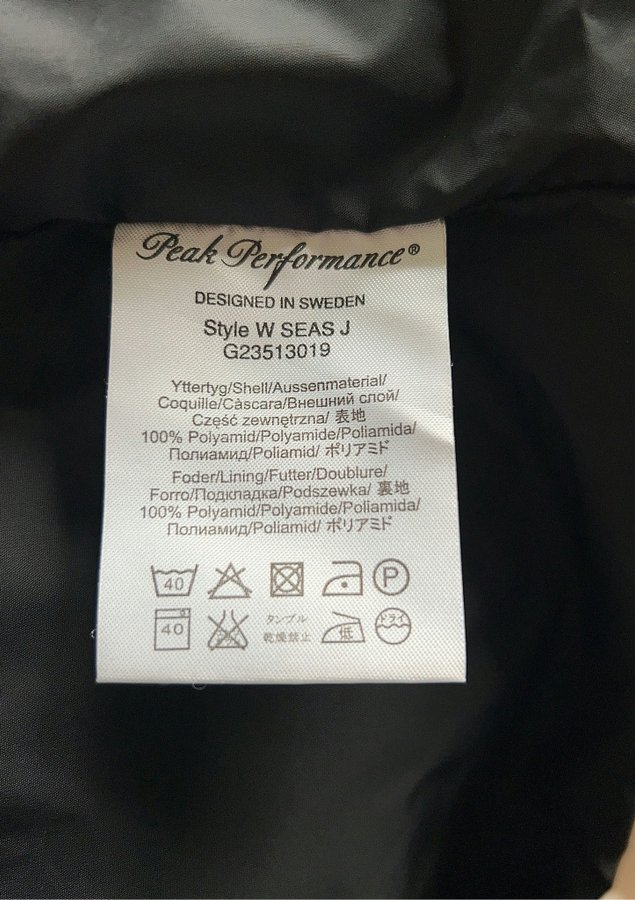 Peak Performance®
DESIGNED IN SWEDEN
Style W SEAS J
G23513019
Yttertyg/Shell/Aussenmaterial/
Coquille/Càscara/Внешний слой/
Część zewnętrzna/ 表地
100% Polyamid/Polyamide/Poliamida/
Полиамид/Poliamid/ ポリアミド
Foder/Lining/Futter/Doublure/
Forro/Подкладка/Podszewka/ 裏地
100% Polyamid/Polyamide/Poliamida/
Полиамид/Poliamid/ ポリアミド
40 P
40 タンブル 低 ドライ
乾燥禁止